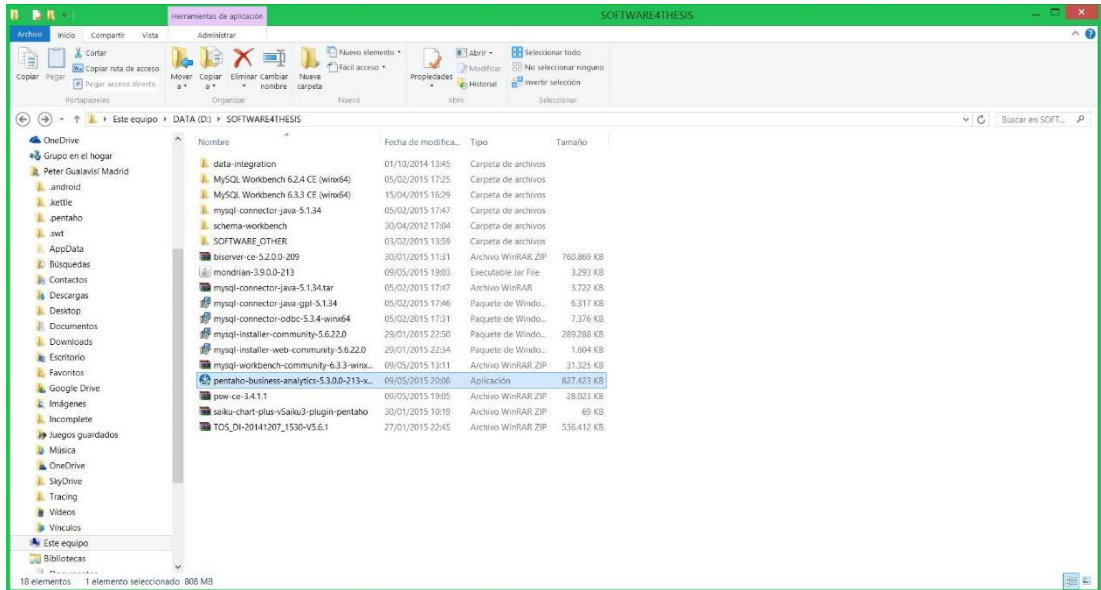 Herramientas de aplicación
SOFTWARE4THESIS
Archivo Inicio Compartir Vista Administrar
Copiar
Pegar
Cortar
Copiar ruta de acceso
Pegar acceso directo
Portapapeles
Mover a
Copiar a
Eliminar
Cambiar nombre
Organizar
Nueva carpeta
Nuevo elemento
Fácil acceso
Nuevo
Propiedades
Abrir
Modificar
Historial
Abrir
Seleccionar todo
No seleccionar ninguno
Invertir selección
Seleccionar
Este equipo DATA (D:) SOFTWARE4THESIS
Buscar en SOFT...
OneDrive
Grupo en el hogar
Peter Gualavisí Madrid
.android
.kettle
.pentaho
.swt
AppData
Búsquedas
Contactos
Descargas
Desktop
Documentos
Downloads
Escritorio
Favoritos
Google Drive
Imágenes
Incomplete
Juegos guardados
Música
OneDrive
SkyDrive
Tracing
Vídeos
Vínculos
Este equipo
Bibliotecas
Nombre Fecha de modifica... Tipo Tamaño
data-integration 01/10/2014 13:45 Carpeta de archivos
MySQL Workbench 6.2.4 CE (winx64) 05/02/2015 17:25 Carpeta de archivos
MySQL Workbench 6.3.3 CE (winx64) 15/04/2015 16:29 Carpeta de archivos
mysql-connector-java-5.1.34 05/02/2015 17:47 Carpeta de archivos
schema-workbench 30/04/2012 17:04 Carpeta de archivos
SOFTWARE_OTHER 03/02/2015 13:59 Carpeta de archivos
biserver-ce-5.2.0.0-209 30/01/2015 11:31 Archivo WinRAR ZIP 760.869 KB
mondrian-3.9.0.0-213 09/05/2015 19:03 Executable Jar File 3.293 KB
mysql-connector-java-5.1.34.tar 05/02/2015 17:47 Archivo WinRAR 3.722 KB
mysql-connector-java-gpl-5.1.34 05/02/2015 17:46 Paquete de Windo... 6.317 KB
mysql-connector-odbc-5.3.4-winx64 05/02/2015 17:31 Paquete de Windo... 7.376 KB
mysql-installer-community-5.6.22.0 29/01/2015 22:50 Paquete de Windo... 289.288 KB
mysql-installer-web-community-5.6.22.0 29/01/2015 22:34 Paquete de Windo... 1.604 KB
mysql-workbench-community-6.3.3-winx... 09/05/2015 13:11 Archivo WinRAR ZIP 31.325 KB
pentaho-business-analytics-5.3.0.0-213-x... 09/05/2015 20:08 Aplicación 827.423 KB
psw-ce-3.4.1.1 09/05/2015 19:05 Archivo WinRAR ZIP 28.023 KB
saiku-chart-plus-vSaiku3-plugin-pentaho 30/01/2015 10:19 Archivo WinRAR ZIP 69 KB
TOS_DI-20141207_1530-V5.6.1 27/01/2015 22:45 Archivo WinRAR ZIP 536.412 KB
18 elementos 1 elemento seleccionado 808 MB